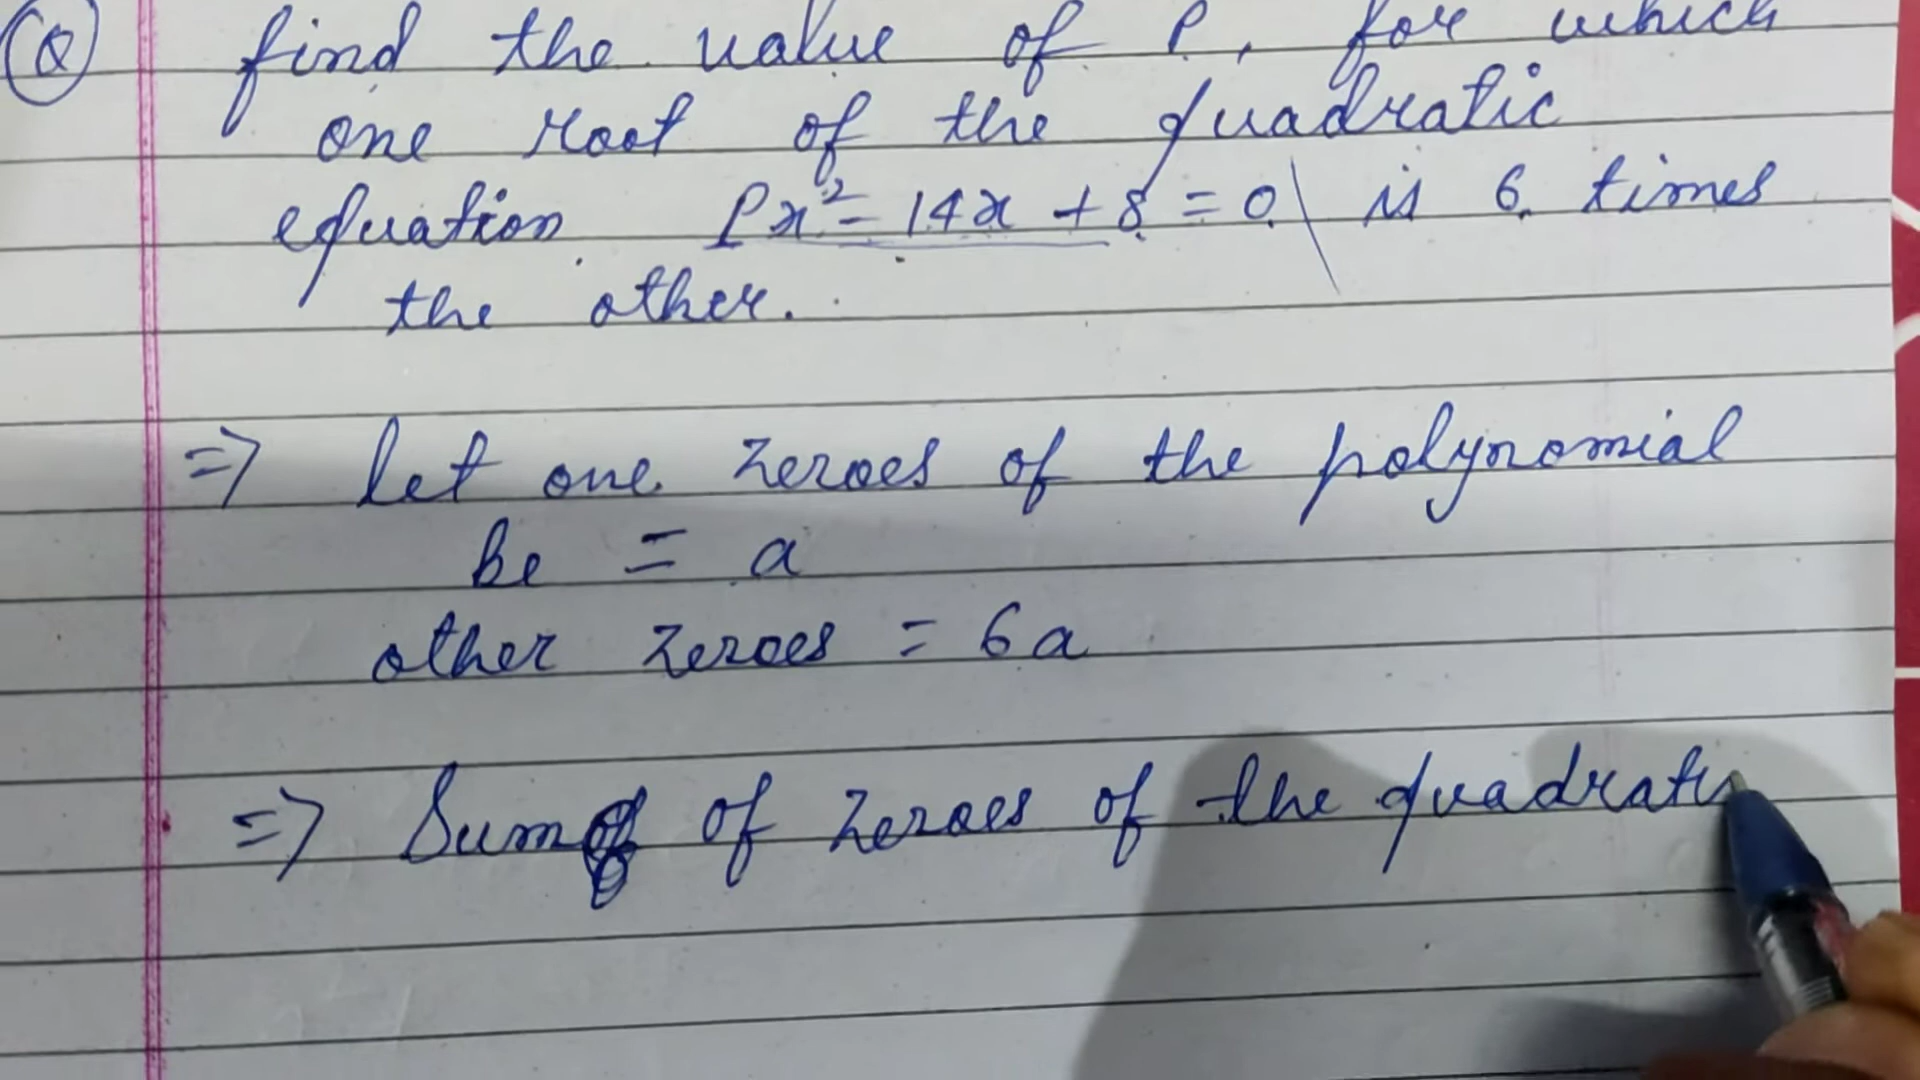 Q find the value of P, for which
one root of the quadratic
equation Px² - 14x + 8 = 0 is 6 times
the other.
=> let one zeroes of the polynomial
be = a
other zeroes = 6a
=> Sum of zeroes of the quadrati